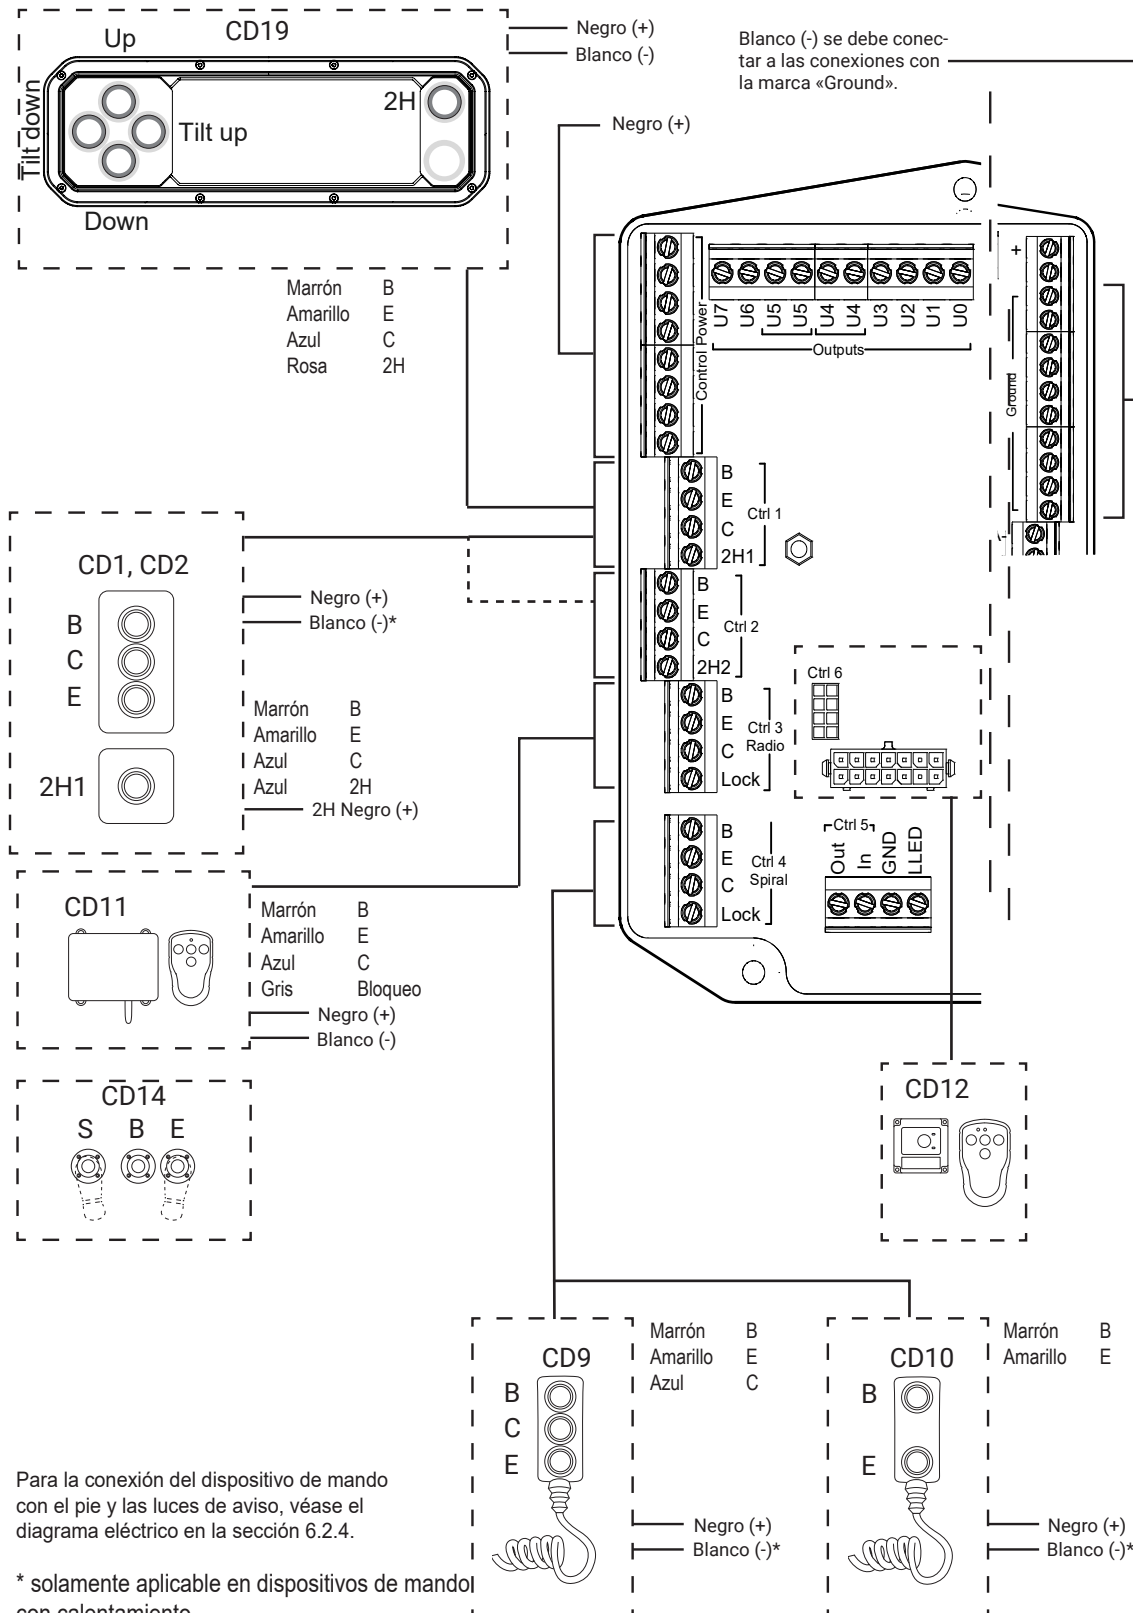 CD19
Up
Tilt down
Tilt up
2H
Down
Negro (+)
Blanco (-)
Blanco (-) se debe conec-
tar a las conexiones con
la marca «Ground».
Negro (+)
Marrón B
Amarillo E
Azul C
Rosa 2H
Control Power
U7 U6 U5 U5 U4 U4 U3 U2 U1 U0
Outputs
+
Ground
-
B
E
C
2H1
Ctrl 1
B
E
C
2H2
Ctrl 2
B
E
C
Lock
Ctrl 3
Radio
B
E
C
Lock
Ctrl 4
Spiral
Ctrl 6
Ctrl 5
Out In GND LLED
CD1, CD2
B
C
E
2H1
Negro (+)
Blanco (-)*
Marrón B
Amarillo E
Azul C
Azul 2H
2H Negro (+)
CD11
Marrón B
Amarillo E
Azul C
Gris Bloqueo
Negro (+)
Blanco (-)
CD14
S B E
CD12
CD9
B
C
E
Marrón B
Amarillo E
Azul C
Negro (+)
Blanco (-)*
CD10
B
E
Marrón B
Amarillo E
Negro (+)
Blanco (-)*
Para la conexión del dispositivo de mando
con el pie y las luces de aviso, véase el
diagrama eléctrico en la sección 6.2.4.
* solamente aplicable en dispositivos de mando
con calentamiento